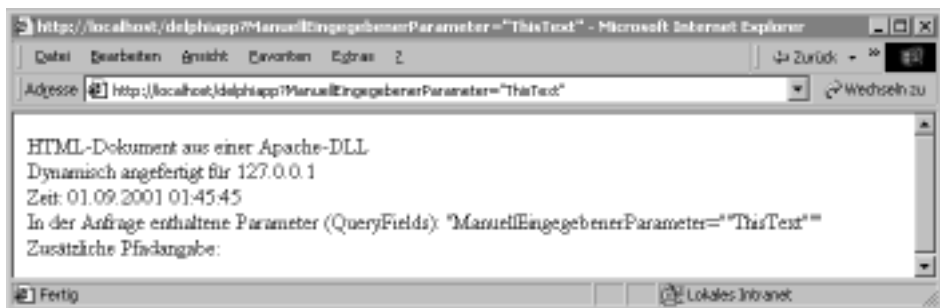 http://localhost/delphiapp?ManuellEingegebenerParameter="ThisText" - Microsoft Internet Explorer
Datei Bearbeiten Ansicht Favoriten Extras ? Zurück »
Adresse http://localhost/delphiapp?ManuellEingegebenerParameter="ThisText" Wechseln zu
HTML-Dokument aus einer Apache-DLL
Dynamisch angefertigt für 127.0.0.1
Zeit: 01.09.2001 01:45:45
In der Anfrage enthaltene Parameter (QueryFields): "ManuellEingegebenerParameter=""ThisText"""
Zusätzliche Pfadangabe:
Fertig Lokales Intranet